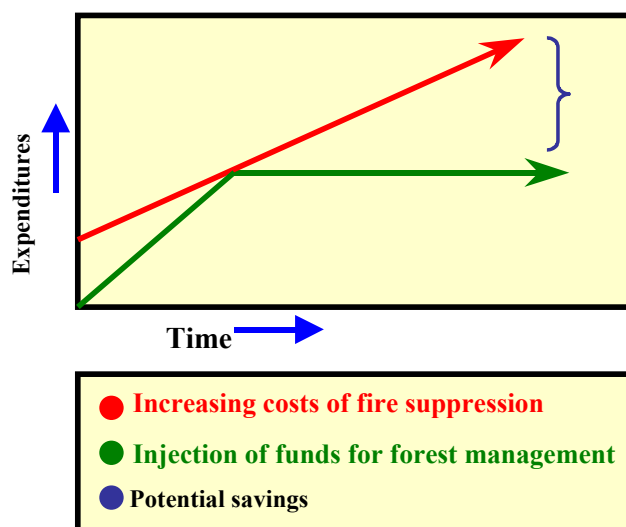 Expenditures
Time
Increasing costs of fire suppression
Injection of funds for forest management
Potential savings